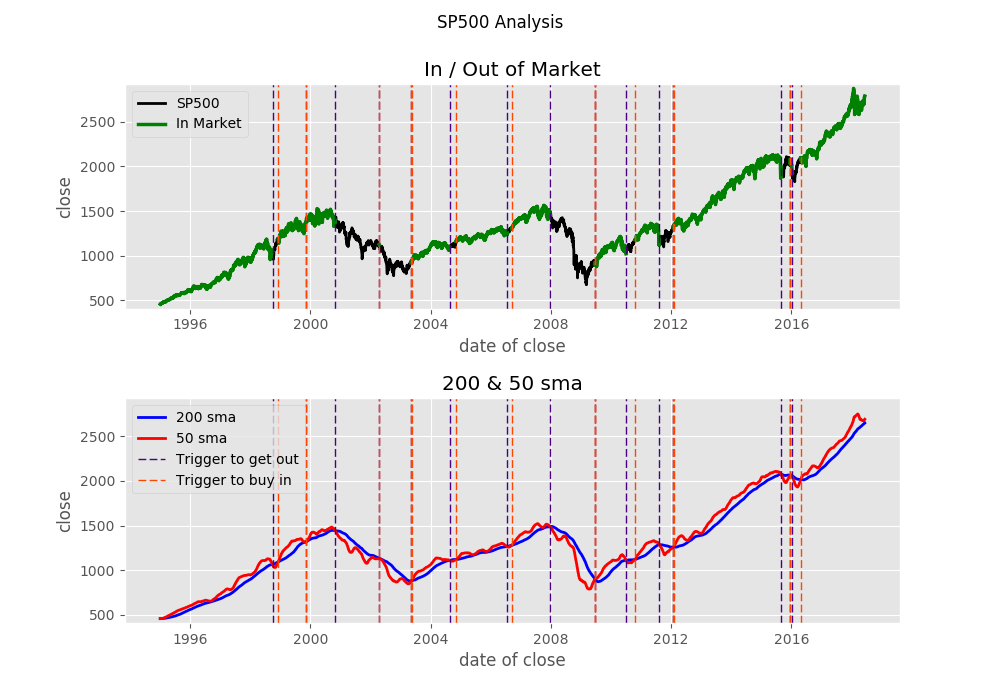 SP500 Analysis
In / Out of Market
SP500
In Market
2500
2000
1500
1000
500
close
1996 2000 2004 2008 2012 2016
date of close
200 & 50 sma
200 sma
50 sma
Trigger to get out
Trigger to buy in
2500
2000
1500
1000
500
close
1996 2000 2004 2008 2012 2016
date of close